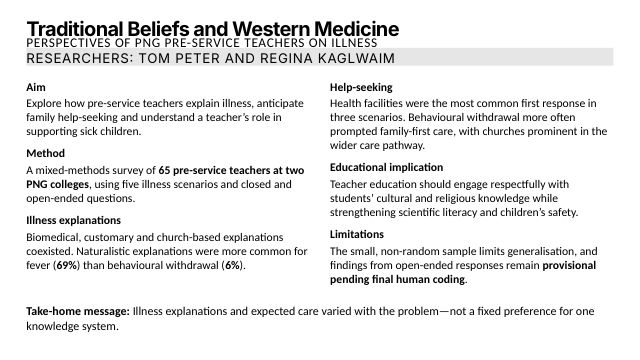 Traditional Beliefs and Western Medicine
PERSPECTIVES OF PNG PRE-SERVICE TEACHERS ON ILLNESS
RESEARCHERS: TOM PETER AND REGINA KAGLWAIM
Aim
Explore how pre-service teachers explain illness, anticipate
family help-seeking and understand a teacher's role in
supporting sick children.
Method
A mixed-methods survey of 65 pre-service teachers at two
PNG colleges, using five illness scenarios and closed and
open-ended questions.
Illness explanations
Biomedical, customary and church-based explanations
coexisted. Naturalistic explanations were more common for
fever (69%) than behavioural withdrawal (6%).
Help-seeking
Health facilities were the most common first response in
three scenarios. Behavioural withdrawal more often
prompted family-first care, with churches prominent in the
wider care pathway.
Educational implication
Teacher education should engage respectfully with
students' cultural and religious knowledge while
strengthening scientific literacy and children's safety.
Limitations
The small, non-random sample limits generalisation, and
findings from open-ended responses remain provisional
pending final human coding.
Take-home message: Illness explanations and expected care varied with the problem—not a fixed preference for one
knowledge system.